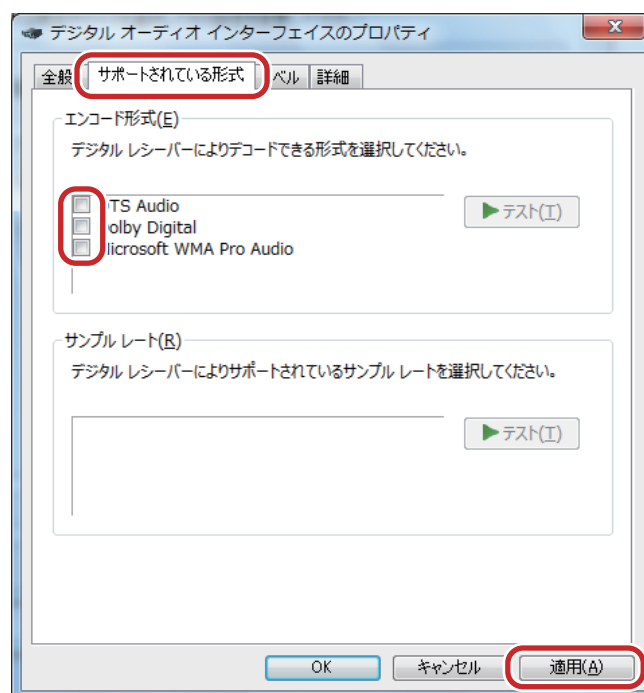 デジタル オーディオ インターフェイスのプロパティ
全般 サポートされている形式 ベル 詳細
エンコード形式(E)
デジタル レシーバーによりデコードできる形式を選択してください。
TS Audio
olby Digital
icrosoft WMA Pro Audio
テスト(T)
サンプル レート(R)
デジタル レシーバーによりサポートされているサンプル レートを選択してください。
テスト(T)
OK キャンセル 適用(A)